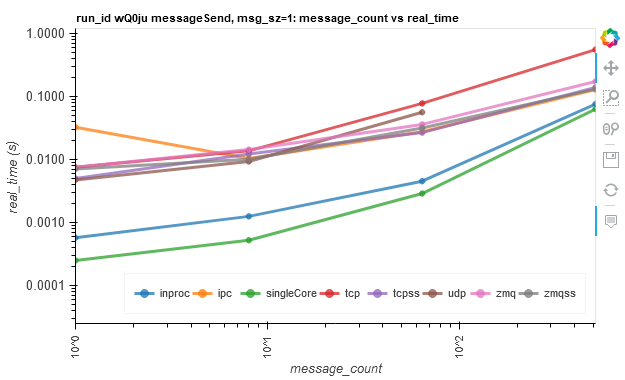 run_id wQ0ju messageSend, msg_sz=1: message_count vs real_time
1.0000
0.1000
0.0100
0.0010
0.0001
real_time (s)
inproc ipc singleCore tcp tcpss udp zmq zmqss
10^0 10^1 10^2
message_count